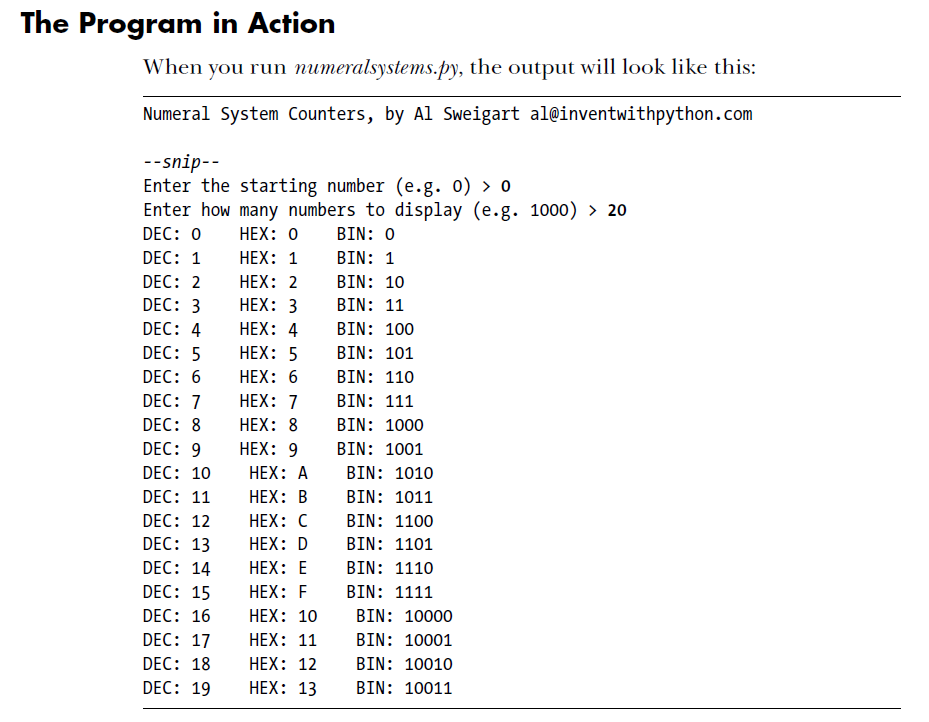 The Program in Action
When you run numeralsystems.py, the output will look like this:
Numeral System Counters, by Al Sweigart al@inventwithpython.com
--snip--
Enter the starting number (e.g. 0) > 0
Enter how many numbers to display (e.g. 1000) > 20
DEC: 0    HEX: 0    BIN: 0
DEC: 1    HEX: 1    BIN: 1
DEC: 2    HEX: 2    BIN: 10
DEC: 3    HEX: 3    BIN: 11
DEC: 4    HEX: 4    BIN: 100
DEC: 5    HEX: 5    BIN: 101
DEC: 6    HEX: 6    BIN: 110
DEC: 7    HEX: 7    BIN: 111
DEC: 8    HEX: 8    BIN: 1000
DEC: 9    HEX: 9    BIN: 1001
DEC: 10    HEX: A    BIN: 1010
DEC: 11    HEX: B    BIN: 1011
DEC: 12    HEX: C    BIN: 1100
DEC: 13    HEX: D    BIN: 1101
DEC: 14    HEX: E    BIN: 1110
DEC: 15    HEX: F    BIN: 1111
DEC: 16    HEX: 10    BIN: 10000
DEC: 17    HEX: 11    BIN: 10001
DEC: 18    HEX: 12    BIN: 10010
DEC: 19    HEX: 13    BIN: 10011